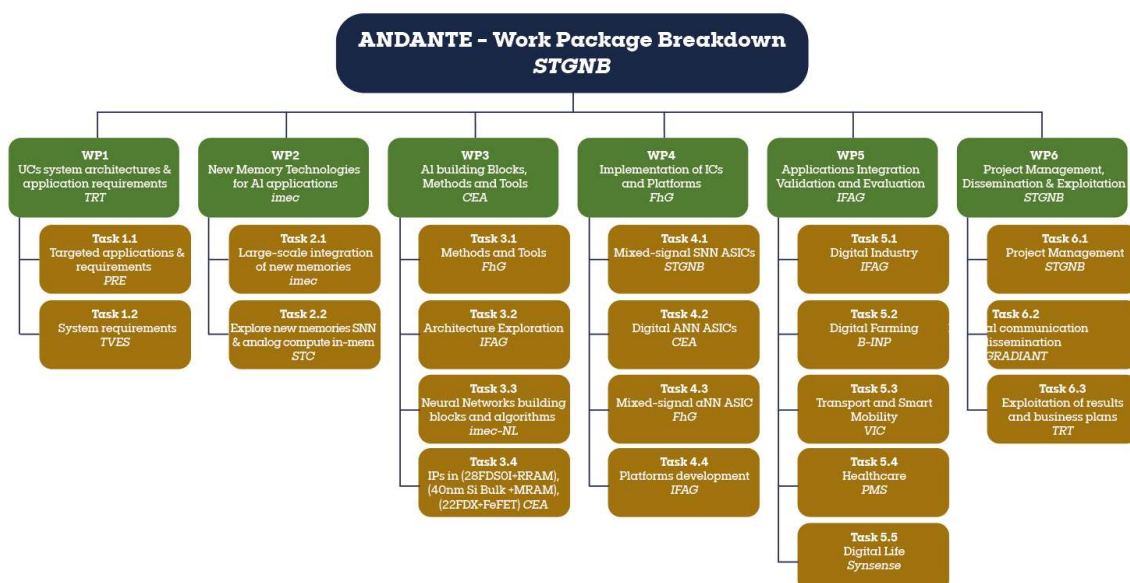 ANDANTE – Work Package Breakdown
STGNB
WP1
UCs system architectures &
application requirements
TRT
Task 1.1
Targeted applications &
requirements
PRE
Task 1.2
System requirements
TVES
WP2
New Memory Technologies
for AI applications
imec
Task 2.1
Large-scale integration
of new memories
imec
Task 2.2
Explore new memories SNN
& analog compute in-mem
STC
WP3
AI building Blocks,
Methods and Tools
CEA
Task 3.1
Methods and Tools
FhG
Task 3.2
Architecture Exploration
IFAG
Task 3.3
Neural Networks building
blocks and algorithms
imec-NL
Task 3.4
IPs in (28FDSOI+RRAM),
(40nm Si Bulk +MRAM),
(22FDX+FeFET) CEA
WP4
Implementation of ICs
and Platforms
FhG
Task 4.1
Mixed-signal SNN ASICs
STGNB
Task 4.2
Digital ANN ASICs
CEA
Task 4.3
Mixed-signal aNN ASIC
FhG
Task 4.4
Platforms development
IFAG
WP5
Applications Integration
Validation and Evaluation
IFAG
Task 5.1
Digital Industry
IFAG
Task 5.2
Digital Farming
B-INP
Task 5.3
Transport and Smart
Mobility
VIC
Task 5.4
Healthcare
PMS
Task 5.5
Digital Life
Synsense
WP6
Project Management,
Dissemination & Exploitation
STGNB
Task 6.1
Project Management
STGNB
Task 6.2
communication
GRADIANT
Task 6.3
Exploitation of results
and business plans
TRT